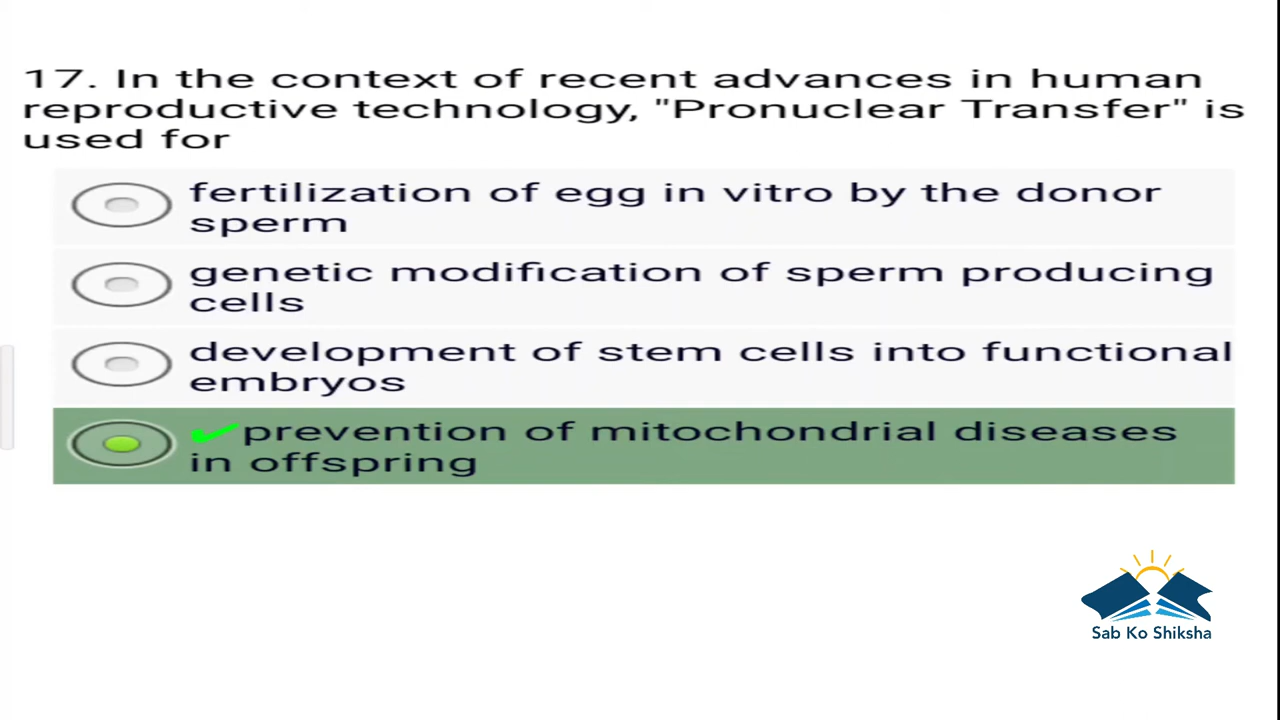 17. In the context of recent advances in human
reproductive technology, "Pronuclear Transfer" is
used for
fertilization of egg in vitro by the donor
sperm
genetic modification of sperm producing
cells
development of stem cells into functional
embryos
✔prevention of mitochondrial diseases
in offspring
Sab Ko Shiksha